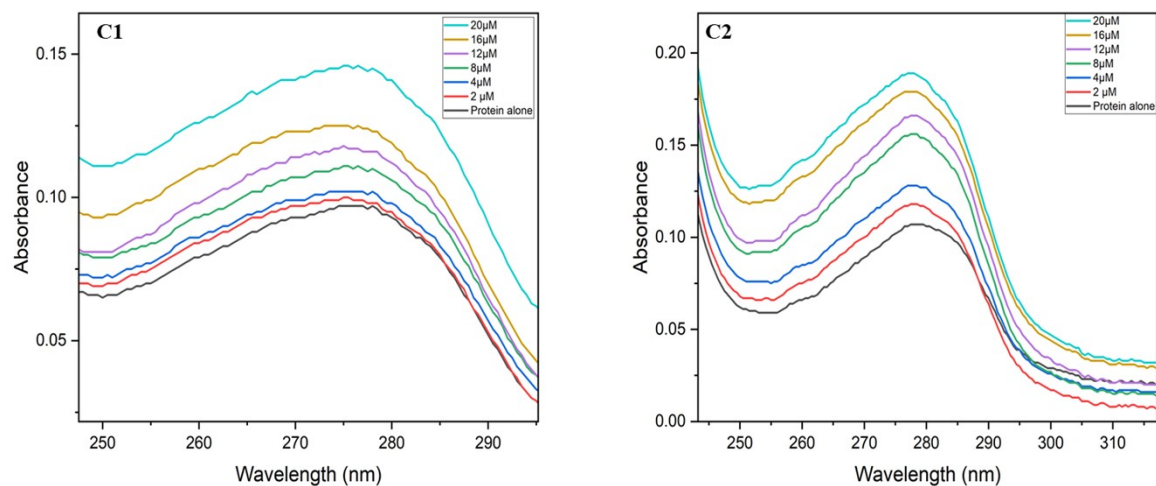 C1
20μM
16μM
12μM
8μM
4μM
2 μM
Protein alone
0.15
0.10
0.05
Absorbance
250 260 270 280 290
Wavelength (nm)
C2
20μM
16μM
12μM
8μM
4μM
2 μM
Protein alone
0.20
0.15
0.10
0.05
0.00
Absorbance
250 260 270 280 290 300 310
Wavelength (nm)